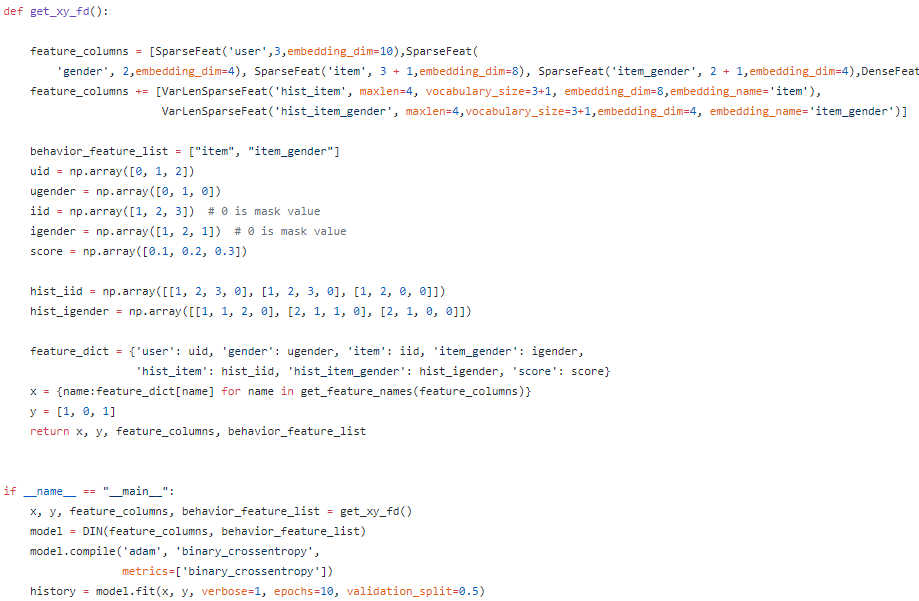 def get_xy_fd():
    feature_columns = [SparseFeat('user',3,embedding_dim=10),SparseFeat(
        'gender', 2,embedding_dim=4), SparseFeat('item', 3 + 1,embedding_dim=8), SparseFeat('item_gender', 2 + 1,embedding_dim=4),DenseFeat
    feature_columns += [VarLenSparseFeat('hist_item', maxlen=4, vocabulary_size=3+1, embedding_dim=8,embedding_name='item'),
                        VarLenSparseFeat('hist_item_gender', maxlen=4,vocabulary_size=3+1,embedding_dim=4, embedding_name='item_gender')]
    behavior_feature_list = ["item", "item_gender"]
    uid = np.array([0, 1, 2])
    ugender = np.array([0, 1, 0])
    iid = np.array([1, 2, 3])  # 0 is mask value
    igender = np.array([1, 2, 1])  # 0 is mask value
    score = np.array([0.1, 0.2, 0.3])
    hist_iid = np.array([[1, 2, 3, 0], [1, 2, 3, 0], [1, 2, 0, 0]])
    hist_igender = np.array([[1, 1, 2, 0], [2, 1, 1, 0], [2, 1, 0, 0]])
    feature_dict = {'user': uid, 'gender': ugender, 'item': iid, 'item_gender': igender,
                    'hist_item': hist_iid, 'hist_item_gender': hist_igender, 'score': score}
    x = {name:feature_dict[name] for name in get_feature_names(feature_columns)}
    y = [1, 0, 1]
    return x, y, feature_columns, behavior_feature_list
if __name__ == "__main__":
    x, y, feature_columns, behavior_feature_list = get_xy_fd()
    model = DIN(feature_columns, behavior_feature_list)
    model.compile('adam', 'binary_crossentropy',
                  metrics=['binary_crossentropy'])
    history = model.fit(x, y, verbose=1, epochs=10, validation_split=0.5)